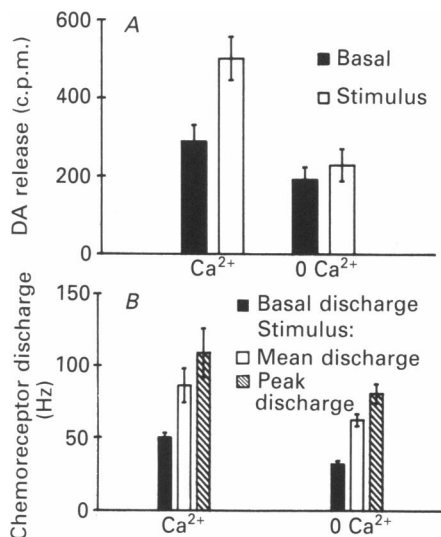 A
DA release (c.p.m.)
600
400
200
0
Basal
Stimulus
Ca²⁺
0 Ca²⁺
B
Chemoreceptor discharge
(Hz)
150
100
50
0
Basal discharge
Stimulus:
Mean discharge
Peak
discharge
Ca²⁺
0 Ca²⁺